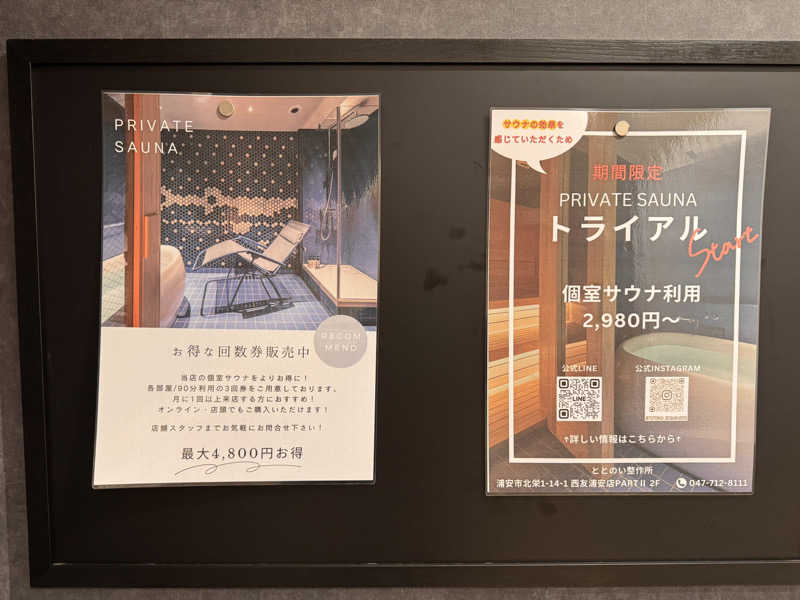 PRIVATE
SAUNA
RECOM
MEND
お得な回数券販売中
当店の個室サウナをよりお得に!
各部屋/90分利用の3回券をご用意しております。
月に1回以上来店する方におすすめ!
オンライン・店舗でもご購入いただけます!
店舗スタッフまでお気軽にお問合せ下さい!
最大4,800円お得
サウナの効果を
感じていただくため
期間限定
PRIVATE SAUNA
トライアル
Start
個室サウナ利用
2,980円〜
公式LINE
公式INSTAGRAM
LINE
↑詳しい情報はこちらから↑
ととのい整作所
浦安市北栄1-14-1 西友浦安店PARTⅡ 2F
047-712-8111